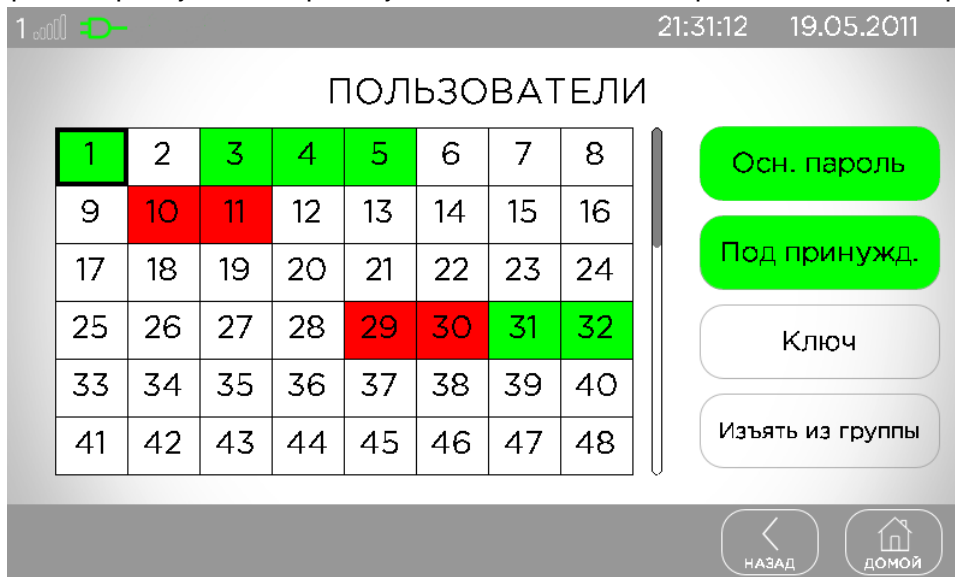 1 21:31:12 19.05.2011
ПОЛЬЗОВАТЕЛИ
1 2 3 4 5 6 7 8
9 10 11 12 13 14 15 16
17 18 19 20 21 22 23 24
25 26 27 28 29 30 31 32
33 34 35 36 37 38 39 40
41 42 43 44 45 46 47 48
Осн. пароль
Под принужд.
Ключ
Изъять из группы
НАЗАД ДОМОЙ